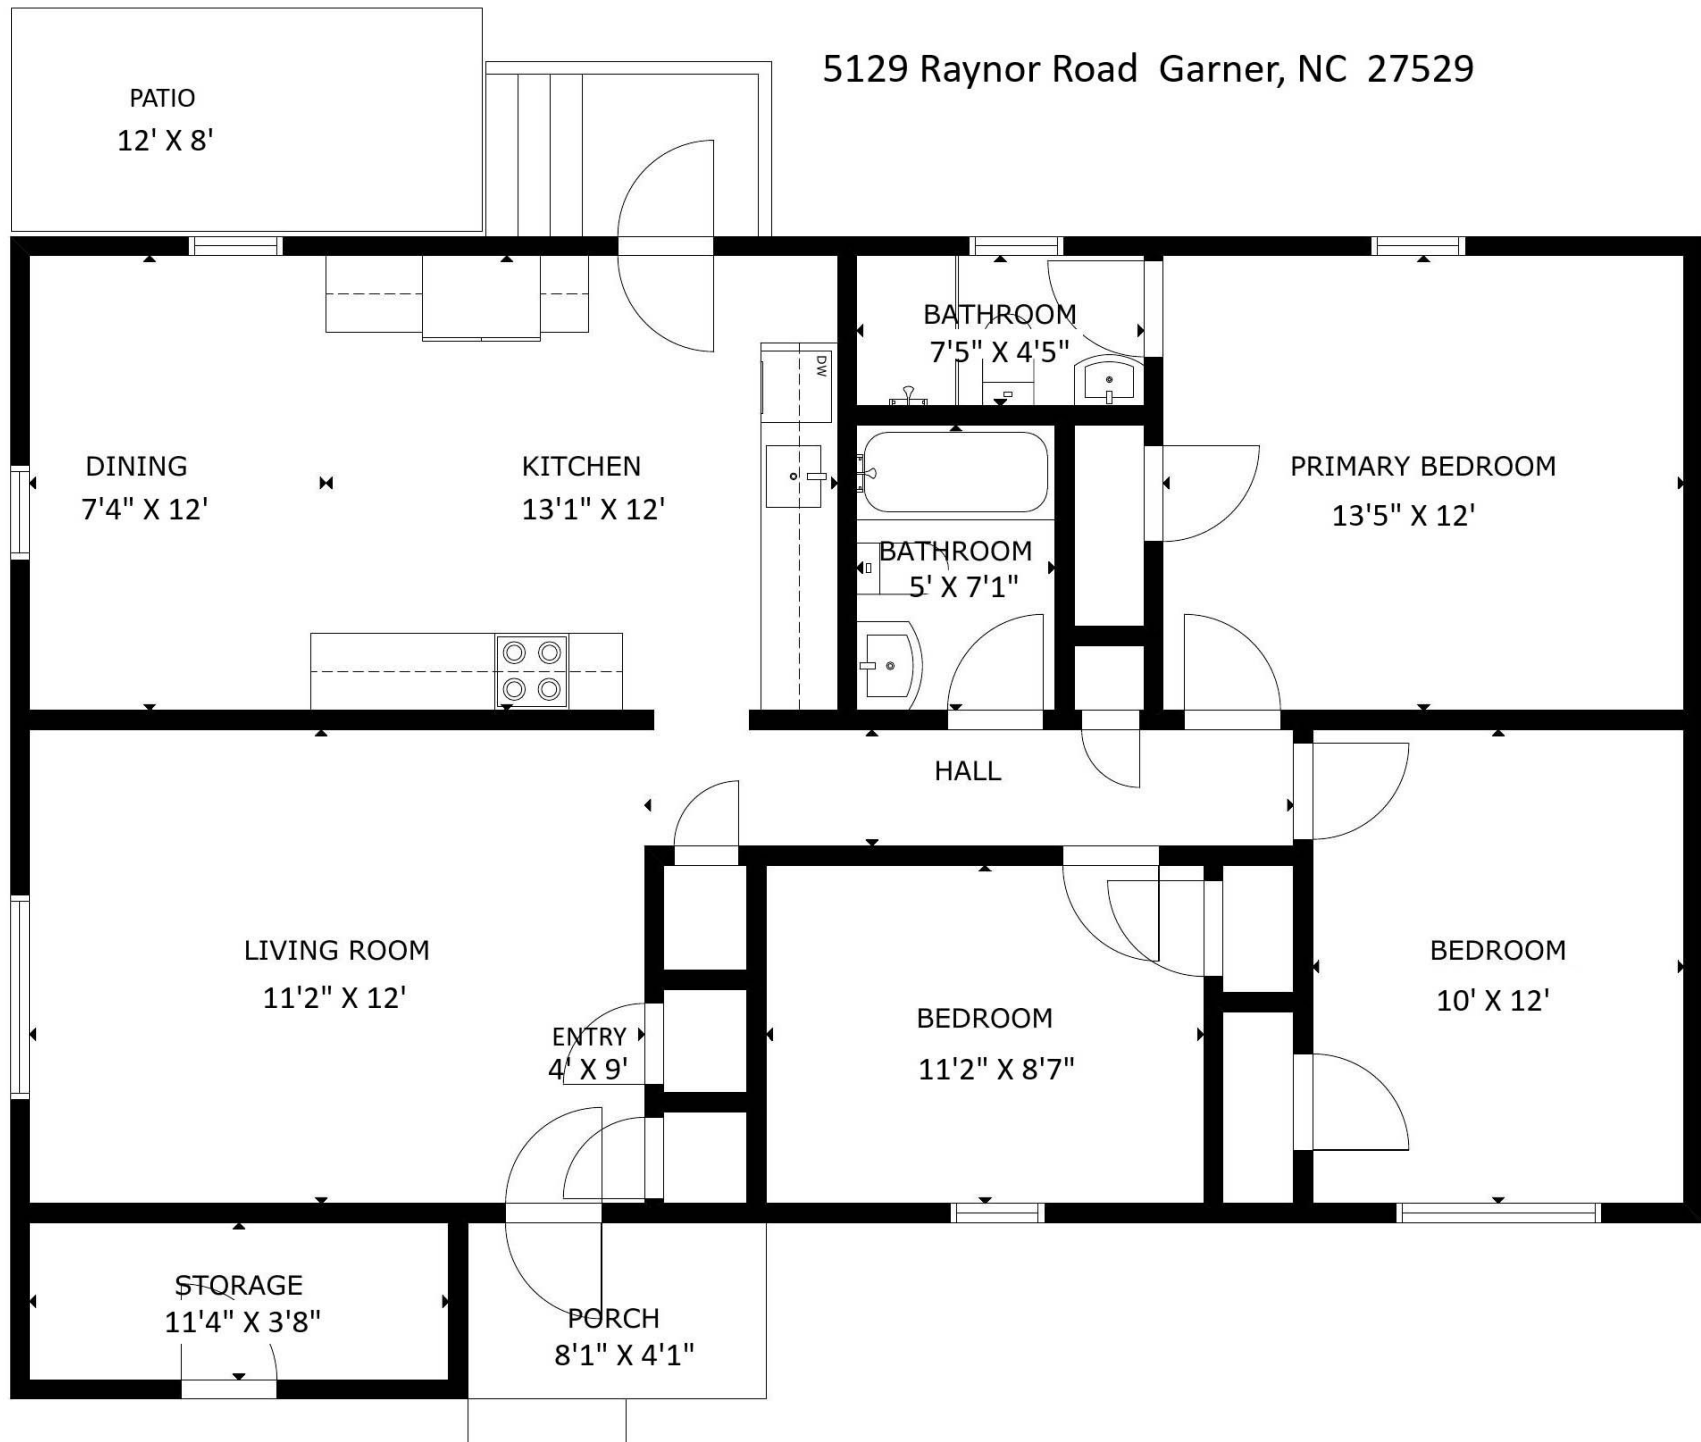 5129 Raynor Road  Garner, NC  27529
PATIO
12' X 8'
BATHROOM
7'5" X 4'5"
DW
DINING
7'4" X 12'
KITCHEN
13'1" X 12'
PRIMARY BEDROOM
13'5" X 12'
BATHROOM
5' X 7'1"
HALL
LIVING ROOM
11'2" X 12'
ENTRY
4' X 9'
BEDROOM
11'2" X 8'7"
BEDROOM
10' X 12'
STORAGE
11'4" X 3'8"
PORCH
8'1" X 4'1"